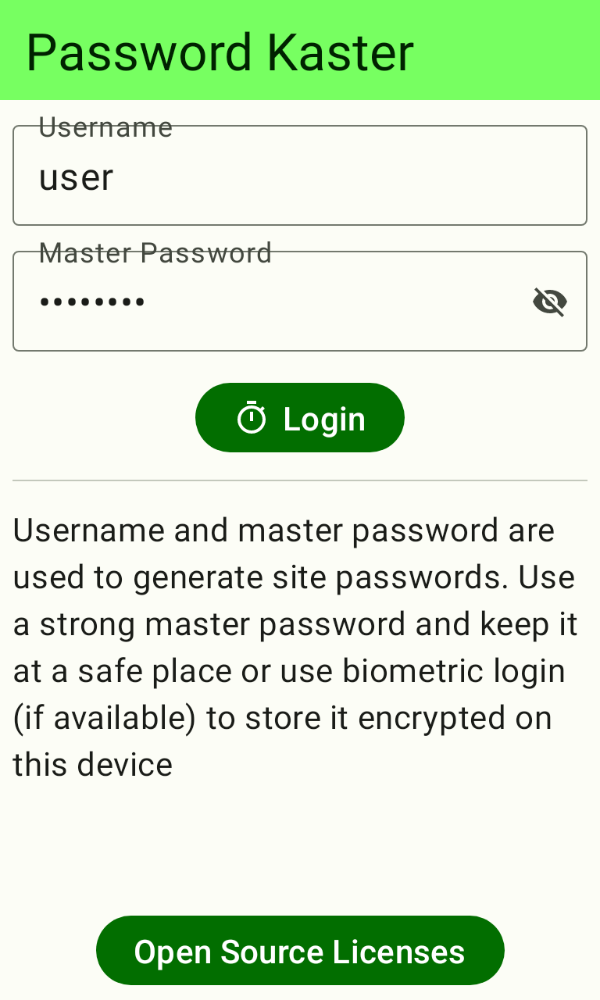 Password Kaster
Username
user
Master Password
••••••••
Login
Username and master password are
used to generate site passwords. Use
a strong master password and keep it
at a safe place or use biometric login
(if available) to store it encrypted on
this device
Open Source Licenses